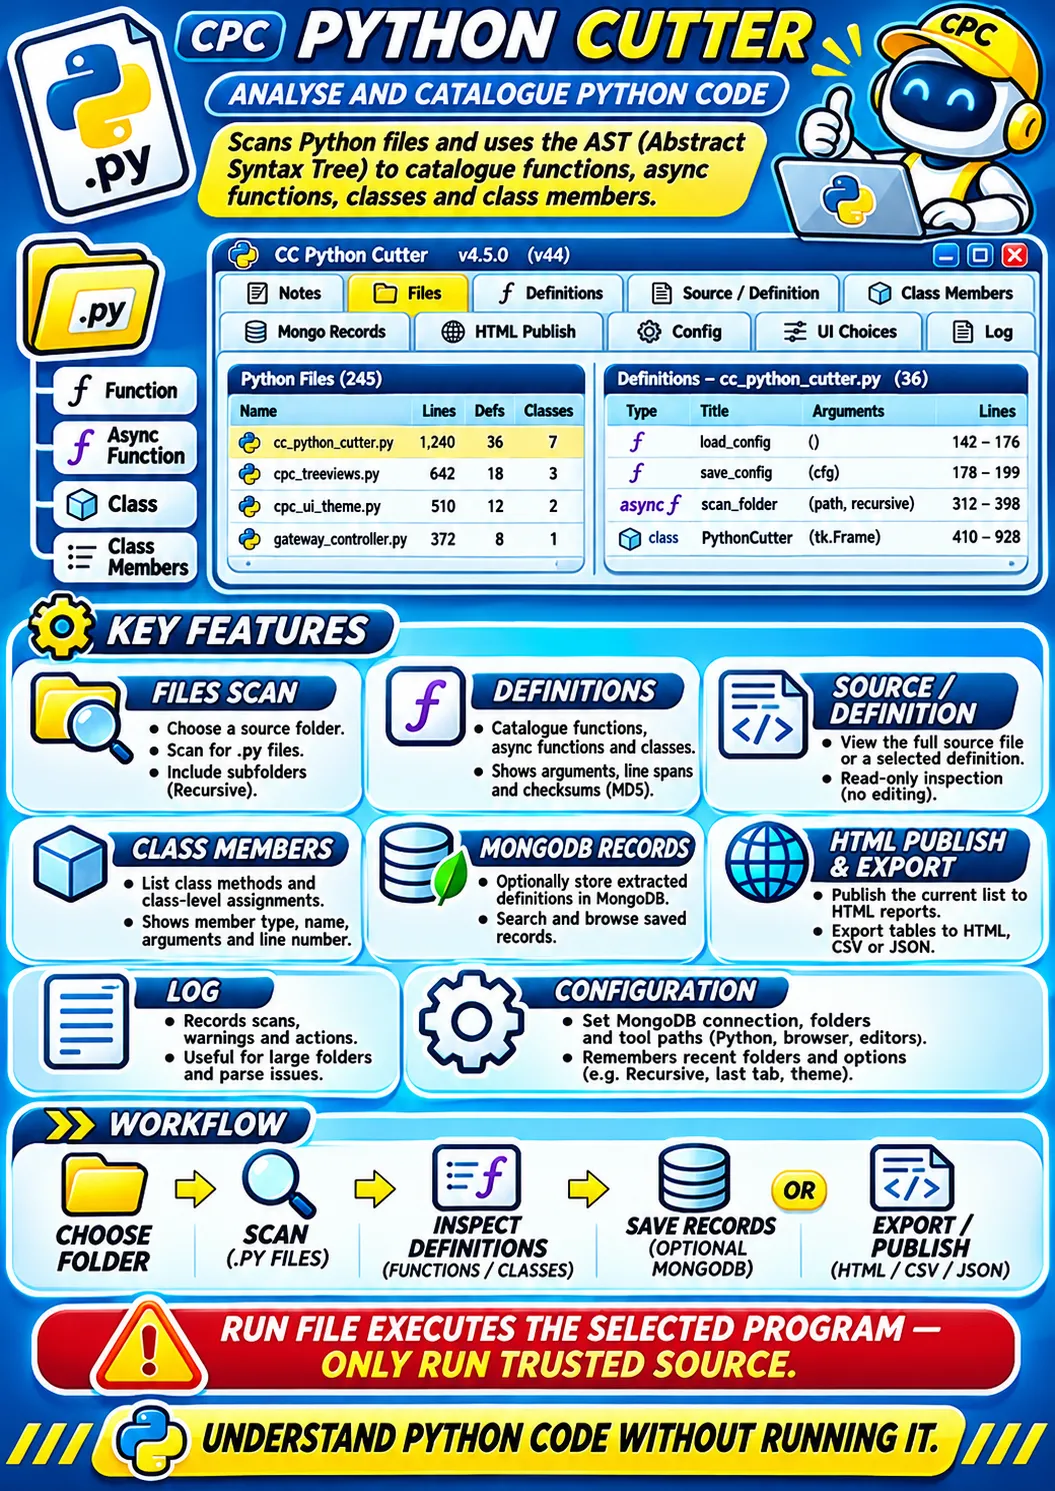 CPC PYTHON CUTTER
CPC
.py
ANALYSE AND CATALOGUE PYTHON CODE
Scans Python files and uses the AST (Abstract
Syntax Tree) to catalogue functions, async
functions, classes and class members.
.py
Function
Async
Function
Class
Class
Members
CC Python Cutter v4.5.0 (v44)
Notes Files Definitions Source / Definition Class Members
Mongo Records HTML Publish Config UI Choices Log
Python Files (245)
Name Lines Defs Classes
cc_python_cutter.py 1,240 36 7
cpc_treeviews.py 642 18 3
cpc_ui_theme.py 510 12 2
gateway_controller.py 372 8 1
Definitions – cc_python_cutter.py (36)
Type Title Arguments Lines
f load_config () 142 – 176
f save_config (cfg) 178 – 199
async f scan_folder (path, recursive) 312 – 398
class PythonCutter (tk.Frame) 410 – 928
KEY FEATURES
FILES SCAN
• Choose a source folder.
• Scan for .py files.
• Include subfolders
(Recursive).
f
DEFINITIONS
• Catalogue functions,
async functions and classes.
• Shows arguments, line spans
and checksums (MD5).
</>
SOURCE /
DEFINITION
• View the full source file
or a selected definition.
• Read-only inspection
(no editing).
CLASS MEMBERS
• List class methods and
class-level assignments.
• Shows member type, name,
arguments and line number.
MONGODB RECORDS
• Optionally store extracted
definitions in MongoDB.
• Search and browse saved
records.
HTML PUBLISH
& EXPORT
• Publish the current list to
HTML reports.
• Export tables to HTML,
CSV or JSON.
LOG
• Records scans,
warnings and actions.
• Useful for large folders
and parse issues.
CONFIGURATION
• Set MongoDB connection, folders
and tool paths (Python, browser, editors).
• Remembers recent folders and options
(e.g. Recursive, last tab, theme).
WORKFLOW
CHOOSE
FOLDER
SCAN
(.PY FILES)
f
INSPECT
DEFINITIONS
(FUNCTIONS / CLASSES)
SAVE RECORDS
(OPTIONAL
MONGODB)
OR
</>
EXPORT /
PUBLISH
(HTML / CSV / JSON)
RUN FILE EXECUTES THE SELECTED PROGRAM —
ONLY RUN TRUSTED SOURCE.
UNDERSTAND PYTHON CODE WITHOUT RUNNING IT.